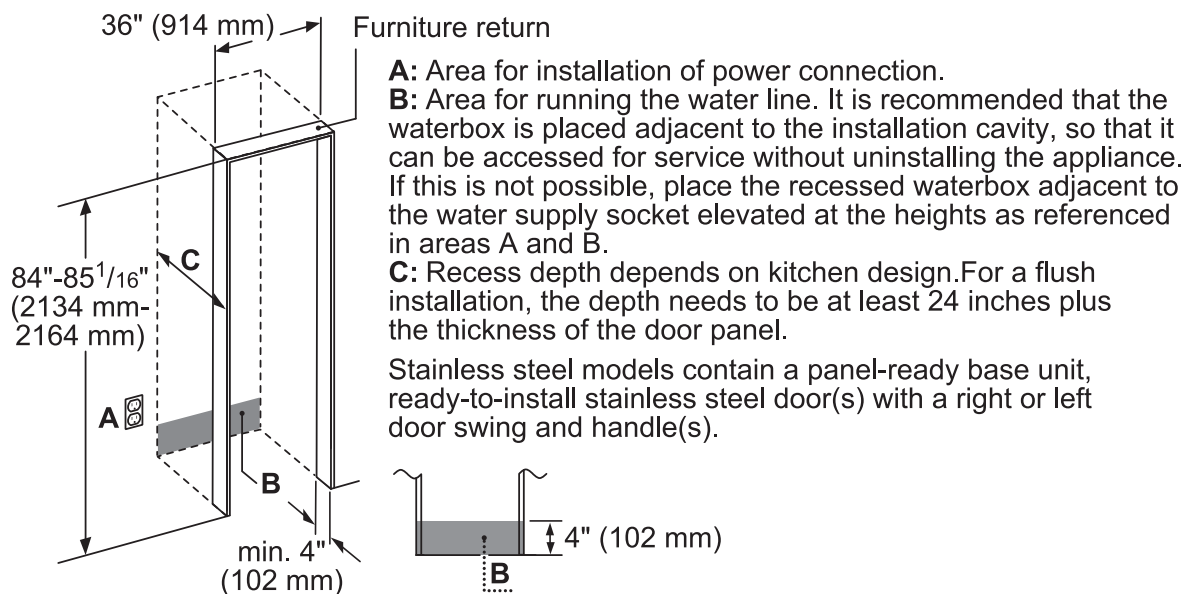 36" (914 mm)
Furniture return
A: Area for installation of power connection.
B: Area for running the water line. It is recommended that the
waterbox is placed adjacent to the installation cavity, so that it
can be accessed for service without uninstalling the appliance.
If this is not possible, place the recessed waterbox adjacent to
the water supply socket elevated at the heights as referenced
in areas A and B.
C: Recess depth depends on kitchen design.For a flush
installation, the depth needs to be at least 24 inches plus
the thickness of the door panel.
Stainless steel models contain a panel-ready base unit,
ready-to-install stainless steel door(s) with a right or left
door swing and handle(s).
C
84"-85 1/16"
(2134 mm-
2164 mm)
A
B
min. 4"
(102 mm)
4" (102 mm)
B